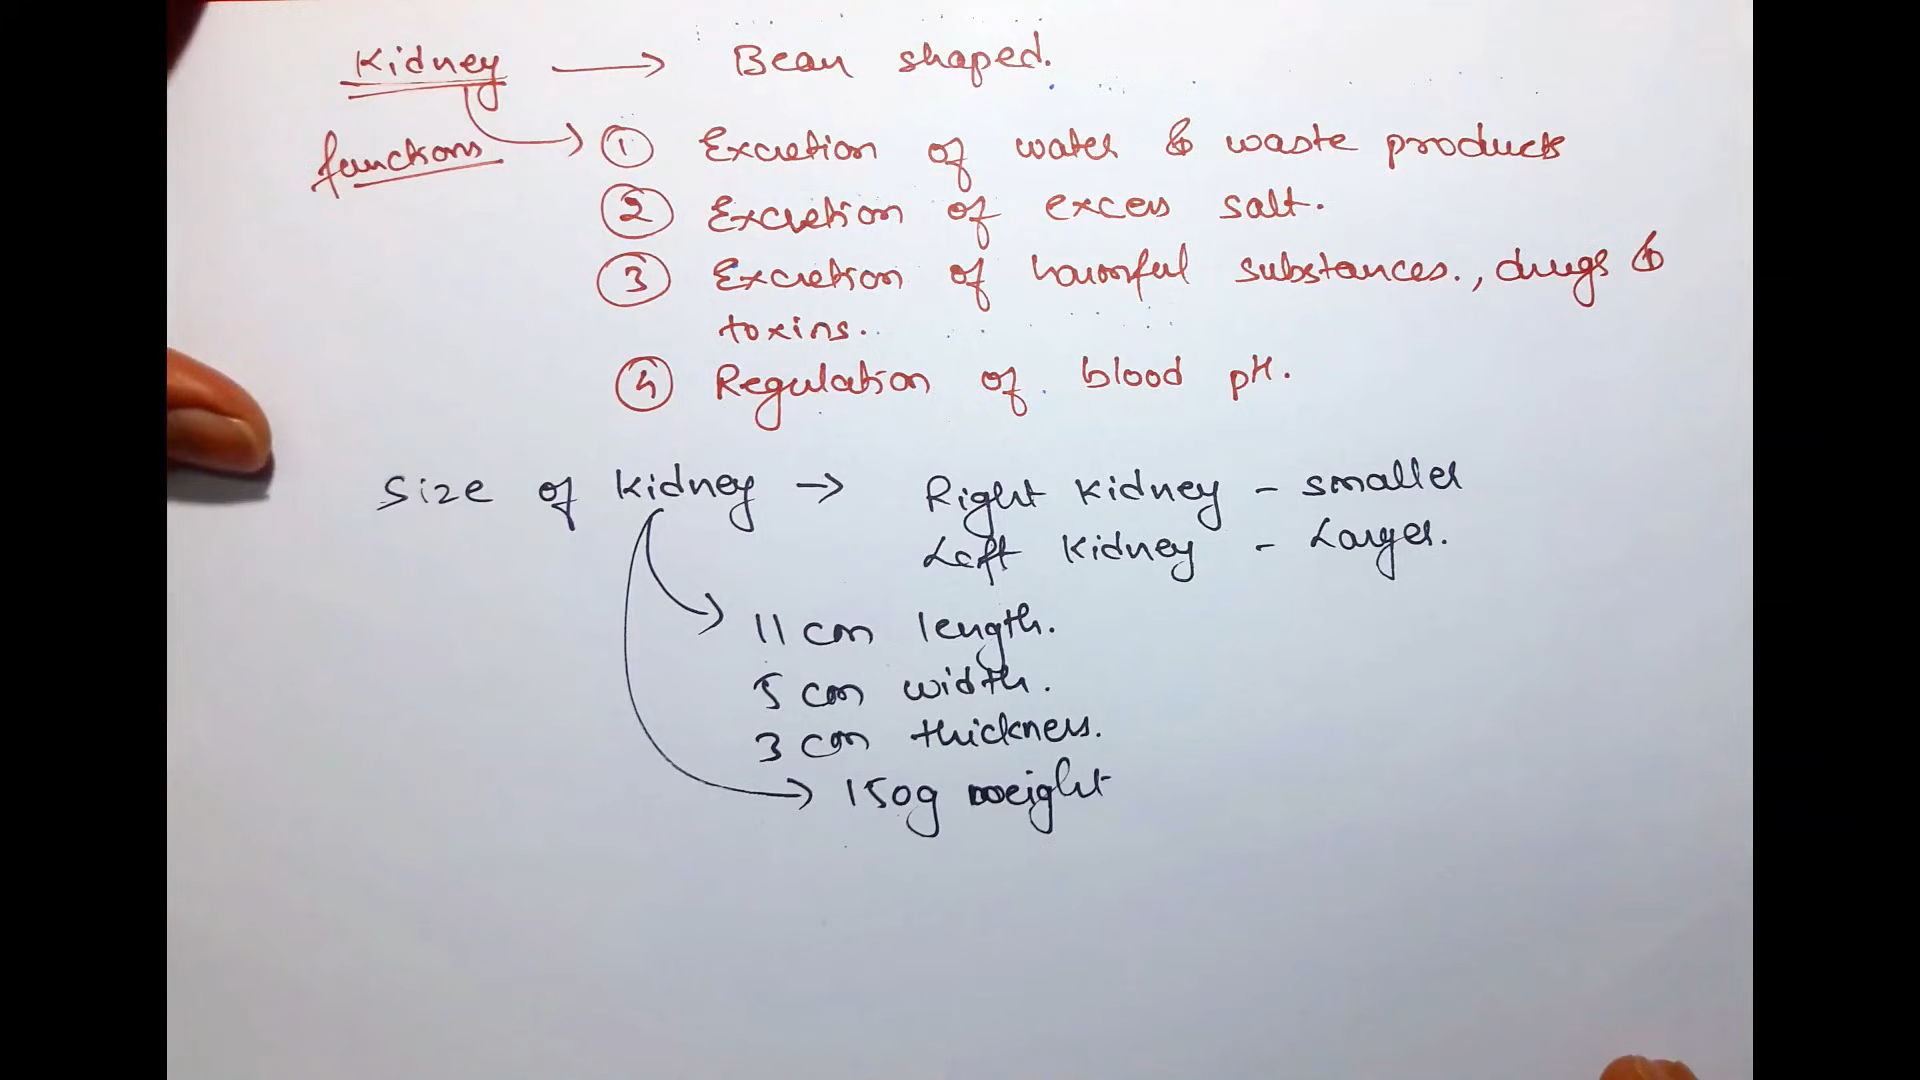 Kidney → Bean shaped.
functions → ① Excretion of water & waste products
② Excretion of excess salt.
③ Excretion of harmful substances., drugs &
toxins.
④ Regulation of blood pH.
Size of kidney → Right kidney - smaller
Left kidney - Larger.
11 cm length.
5 cm width.
3 cm thickness.
→ 150g weight